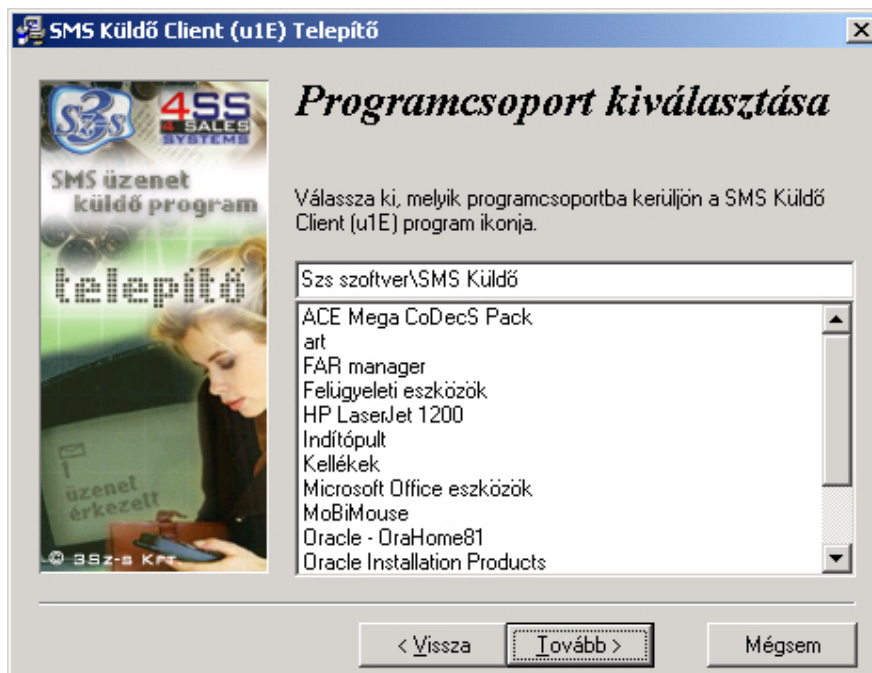 SMS Küldő Client (u1E) Telepítő
Szs
4SS
4 SALES
SYSTEMS
SMS üzenet
küldő program
telepítő
1
üzenet
érkezett
© 3Sz-s Kft.
Programcsoport kiválasztása
Válassza ki, melyik programcsoportba kerüljön a SMS Küldő
Client (u1E) program ikonja.
Szs szoftver\SMS Küldő
ACE Mega CoDecS Pack
art
FAR manager
Felügyeleti eszközök
HP LaserJet 1200
Indítópult
Kellékek
Microsoft Office eszközök
MoBiMouse
Oracle - OraHome81
Oracle Installation Products
< Vissza
Tovább >
Mégsem